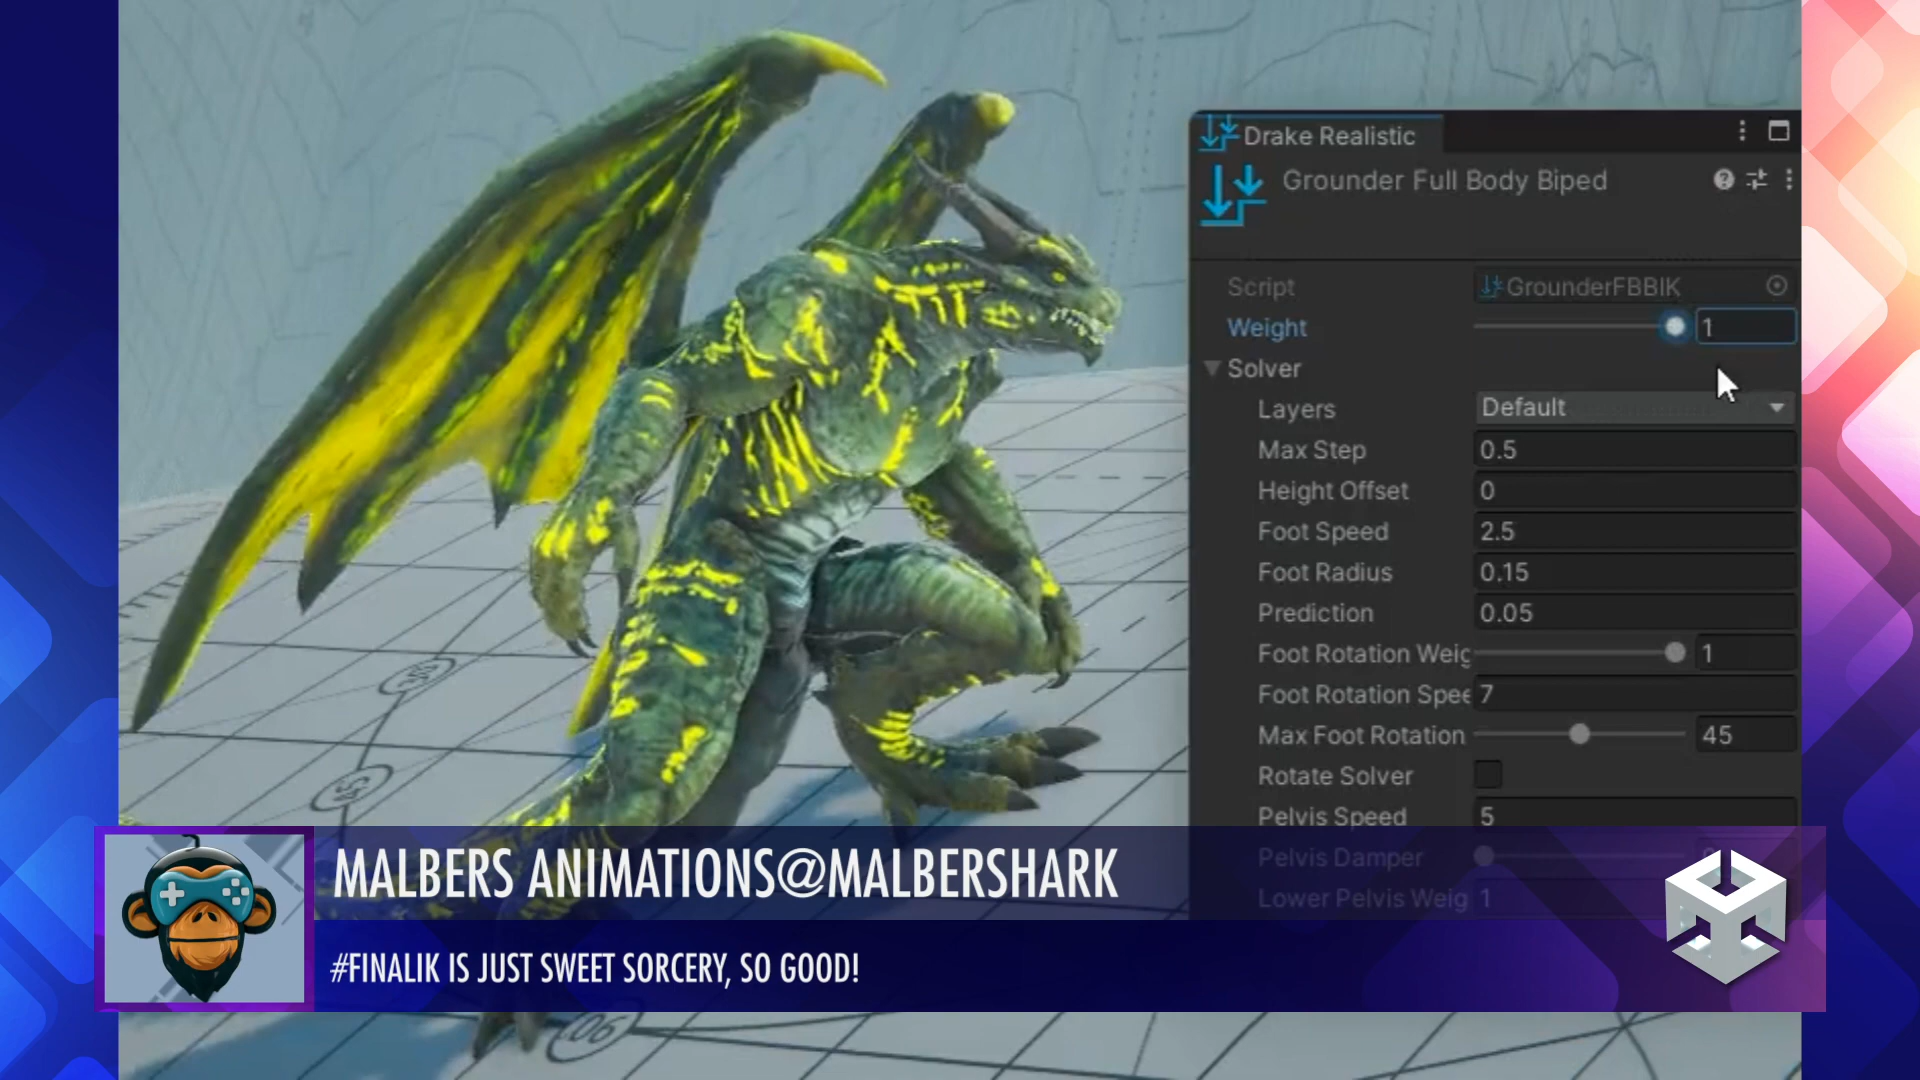 Drake Realistic
Grounder Full Body Biped
Script GrounderFBBIK
Weight 1
Solver
Layers Default
Max Step 0.5
Height Offset 0
Foot Speed 2.5
Foot Radius 0.15
Prediction 0.05
Foot Rotation Weig 1
Foot Rotation Spee 7
Max Foot Rotation 45
Rotate Solver
Pelvis Speed 5
Pelvis Damper
Lower Pelvis Weig 1
MALBERS ANIMATIONS@MALBERSHARK
#FINALIK IS JUST SWEET SORCERY, SO GOOD!